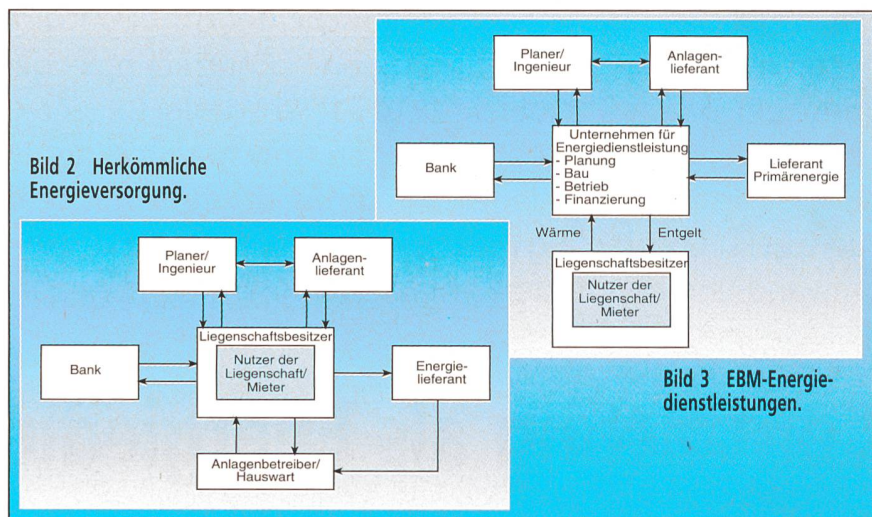 Bild 2 Herkömmliche
Energieversorgung.
Planer/
Ingenieur
Anlagen-
lieferant
Bank
Liegenschaftsbesitzer
Nutzer der
Liegenschaft/
Mieter
Energie-
lieferant
Anlagenbetreiber/
Hauswart
Planer/
Ingenieur
Anlagen-
lieferant
Bank
Unternehmen für
Energiedienstleistung
- Planung
- Bau
- Betrieb
- Finanzierung
Lieferant
Primärenergie
Wärme
Entgelt
Liegenschaftsbesitzer
Nutzer der
Liegenschaft/
Mieter
Bild 3 EBM-Energie-
dienstleistungen.